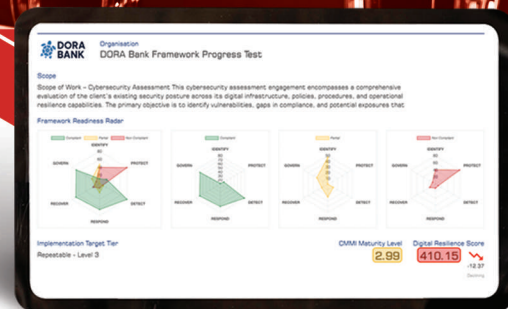 DORA
BANK
Organisation
DORA Bank Framework Progress Test
Scope
Scope of Work – Cybersecurity Assessment This cybersecurity assessment engagement encompasses a comprehensive
evaluation of the client's existing security posture across its digital infrastructure, policies, procedures, and operational
resilience capabilities. The primary objective is to identify vulnerabilities, gaps in compliance, and potential exposures that
Framework Readiness Radar
Compliant Partial Non Compliant
IDENTIFY
GOVERN PROTECT
RECOVER DETECT
RESPOND
Compliant
IDENTIFY
GOVERN PROTECT
RECOVER DETECT
RESPOND
Partial
IDENTIFY
GOVERN PROTECT
RECOVER DETECT
RESPOND
Non Compliant
IDENTIFY
GOVERN PROTECT
RECOVER DETECT
RESPOND
Implementation Target Tier
Repeatable - Level 3
CMMI Maturity Level
2.99
Digital Resilience Score
410.15
-12.37
Declining